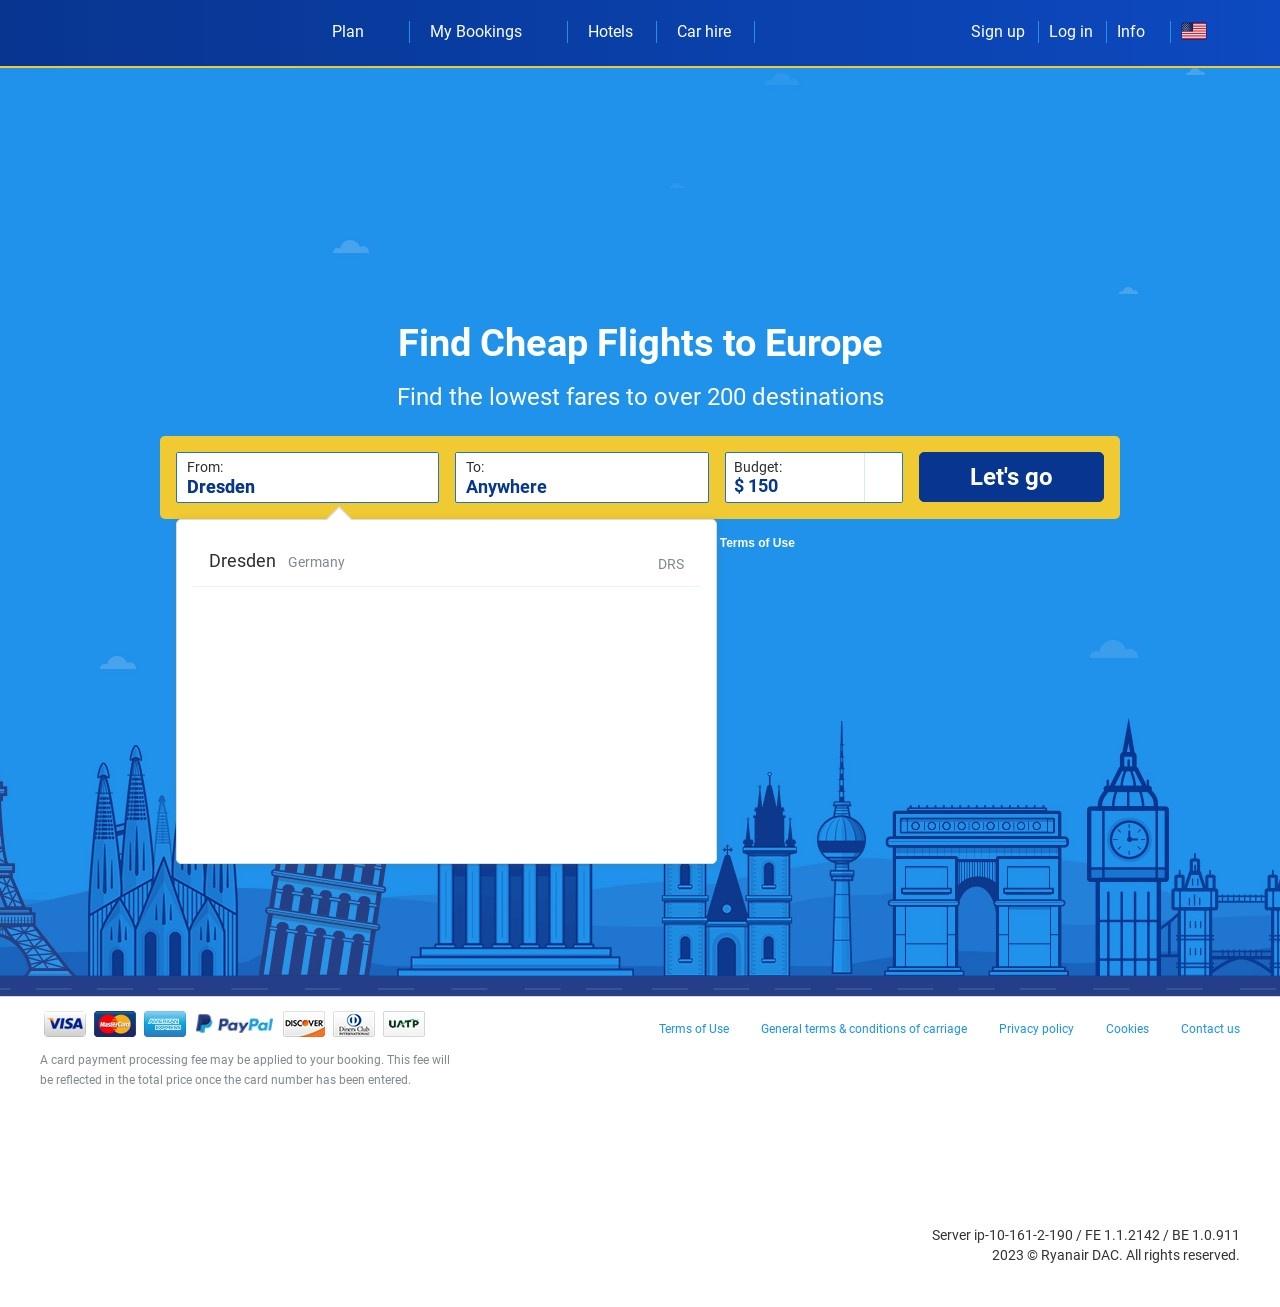 Plan
My Bookings
Hotels
Car hire
Sign up
Log in
Info
Find Cheap Flights to Europe
Find the lowest fares to over 200 destinations
From:
Dresden
To:
Anywhere
Budget:
$ 150
Let's go
Terms of Use
Dresden Germany DRS
VISA MasterCard AMERICAN EXPRESS PayPal DISCOVER Diners Club INTERNATIONAL UATP
Terms of Use
General terms & conditions of carriage
Privacy policy
Cookies
Contact us
A card payment processing fee may be applied to your booking. This fee will
be reflected in the total price once the card number has been entered.
Server ip-10-161-2-190 / FE 1.1.2142 / BE 1.0.911
2023 © Ryanair DAC. All rights reserved.